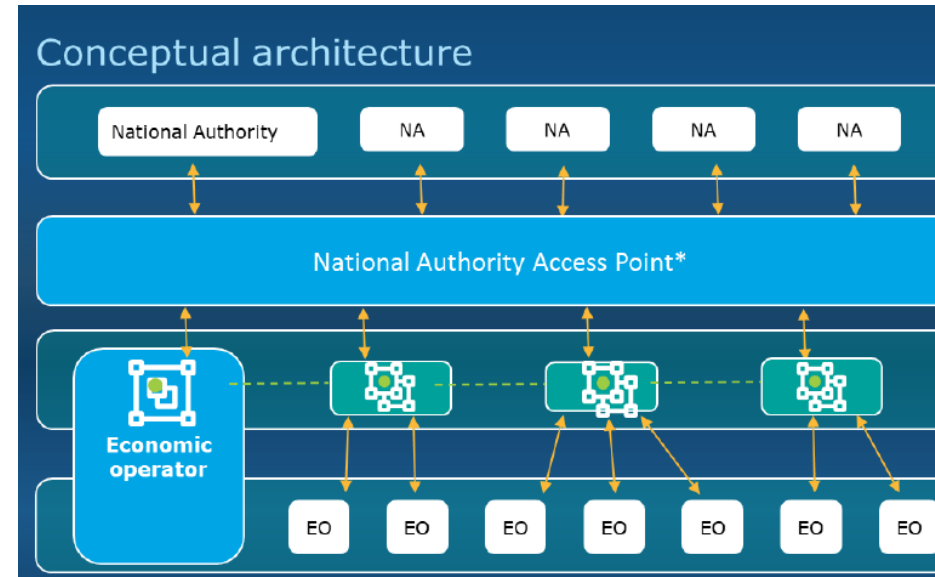 Conceptual architecture
National Authority
NA
NA
NA
NA
National Authority Access Point*
Economic
operator
EO
EO
EO
EO
EO
EO
EO